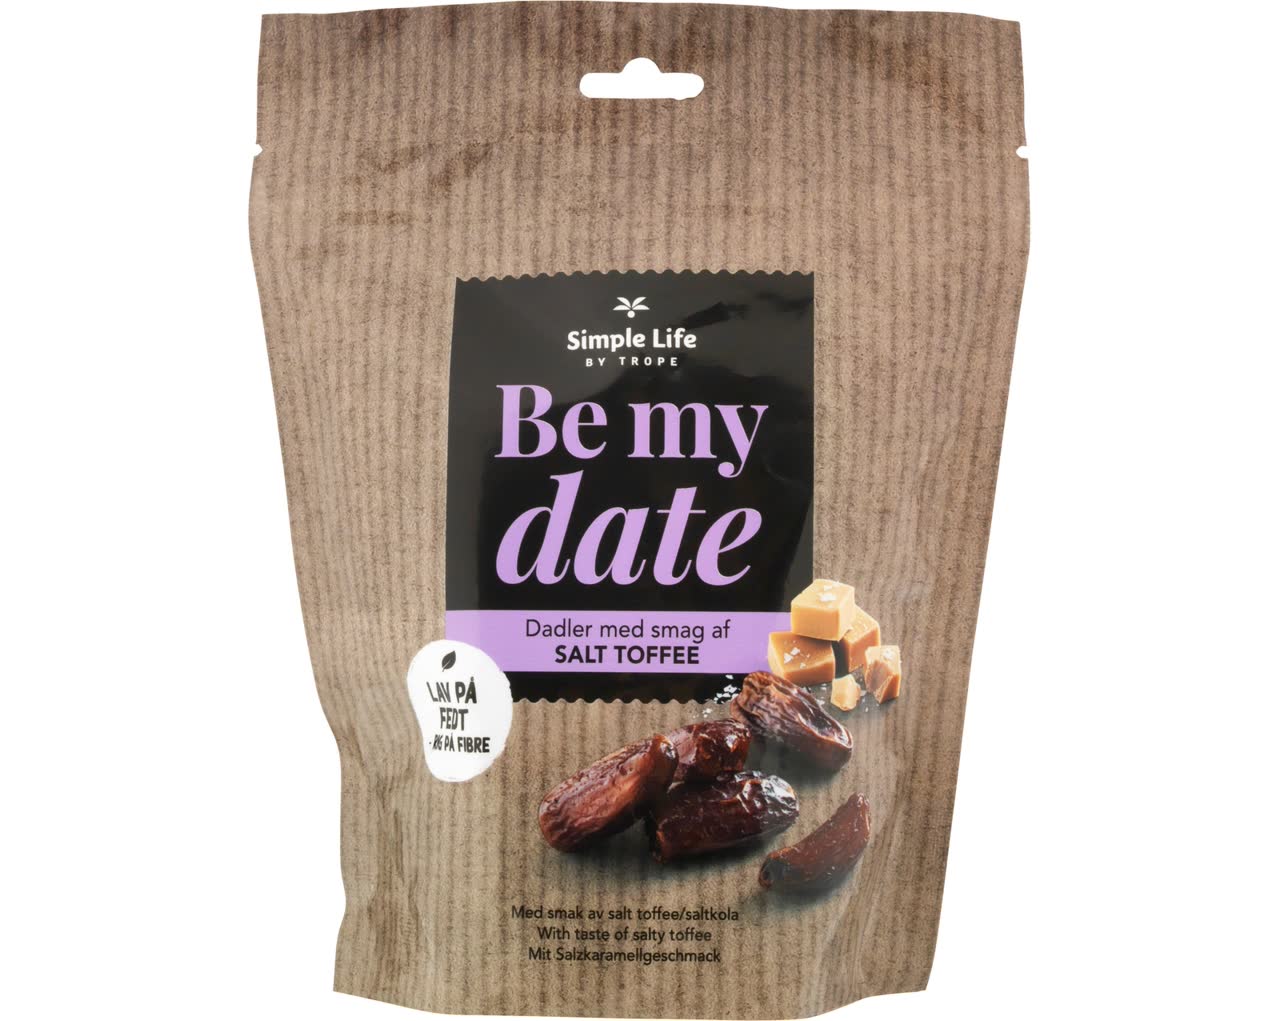 Simple Life
BY TROPE
Be my
date
Dadler med smag af
SALT TOFFEE
LAV PÅ
FEDT
- RIG PÅ FIBRE
Med smak av salt toffee/saltkola
With taste of salty toffee
Mit Salzkaramellgeschmack